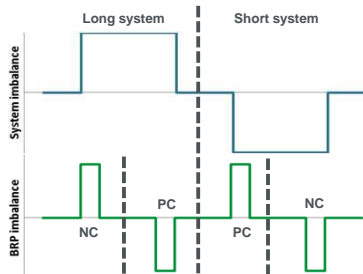 Long system
Short system
System imbalance
BRP imbalance
NC
PC
PC
NC